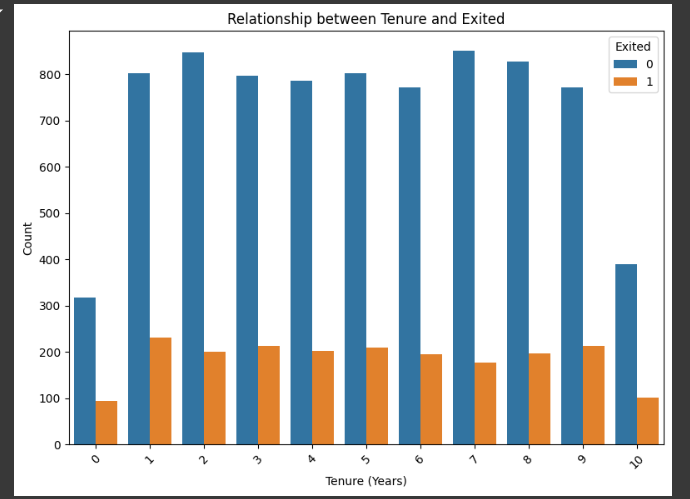 Relationship between Tenure and Exited
Exited
0
1
Count
800
700
600
500
400
300
200
100
0
0 1 2 3 4 5 6 7 8 9 10
Tenure (Years)